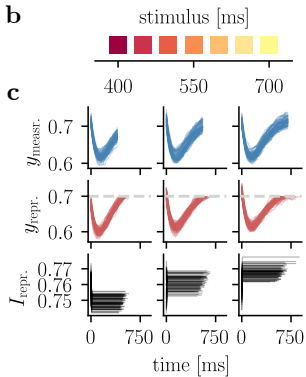 b
stimulus [ms]
400 550 700
c
0.7
0.6
y_measr.
0.7
0.6
y_repr.
0.77
0.76
0.75
I_repr.
0 750 0 750 0 750
time [ms]